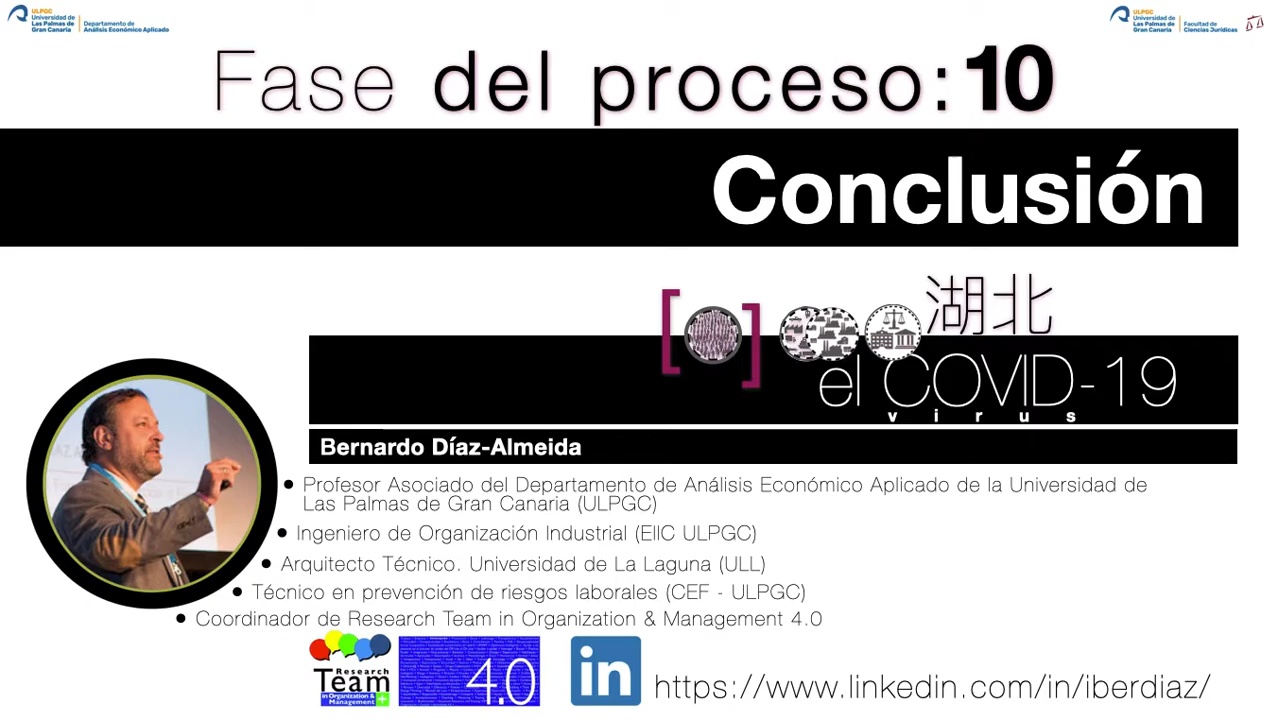 ULPGC
Universidad de
Las Palmas de
Gran Canaria
Departamento de
Análisis Económico Aplicado
ULPGC
Universidad de
Las Palmas de
Gran Canaria
Facultad de
Ciencias Jurídicas
Fase del proceso:10
Conclusión
[ ] 湖北
el COVID-19
virus
Bernardo Díaz-Almeida
• Profesor Asociado del Departamento de Análisis Económico Aplicado de la Universidad de
Las Palmas de Gran Canaria (ULPGC)
• Ingeniero de Organización Industrial (EIIC ULPGC)
• Arquitecto Técnico. Universidad de La Laguna (ULL)
• Técnico en prevención de riesgos laborales (CEF - ULPGC)
• Coordinador de Research Team in Organization & Management 4.0
Research
Team
in Organization &
Management +
4.0
in
https://www.linkedin.com/in/iberdiaz/